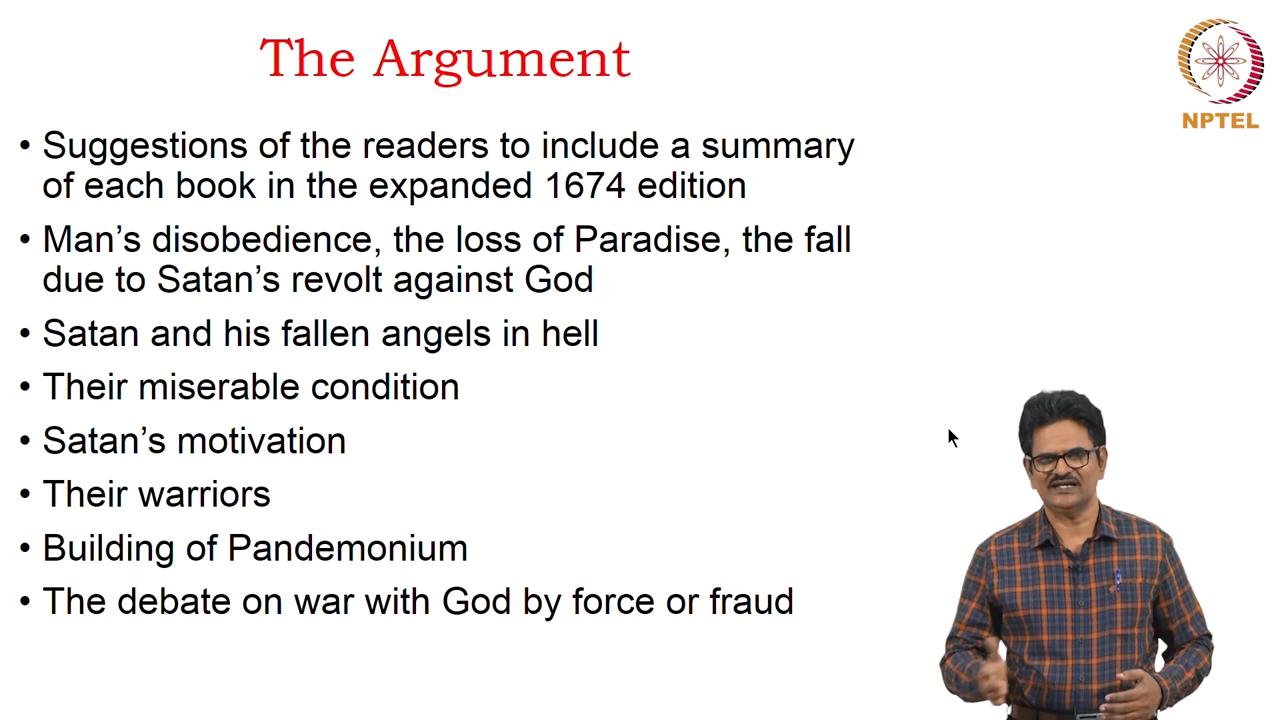 The Argument
NPTEL
• Suggestions of the readers to include a summary
of each book in the expanded 1674 edition
• Man’s disobedience, the loss of Paradise, the fall
due to Satan’s revolt against God
• Satan and his fallen angels in hell
• Their miserable condition
• Satan’s motivation
• Their warriors
• Building of Pandemonium
• The debate on war with God by force or fraud